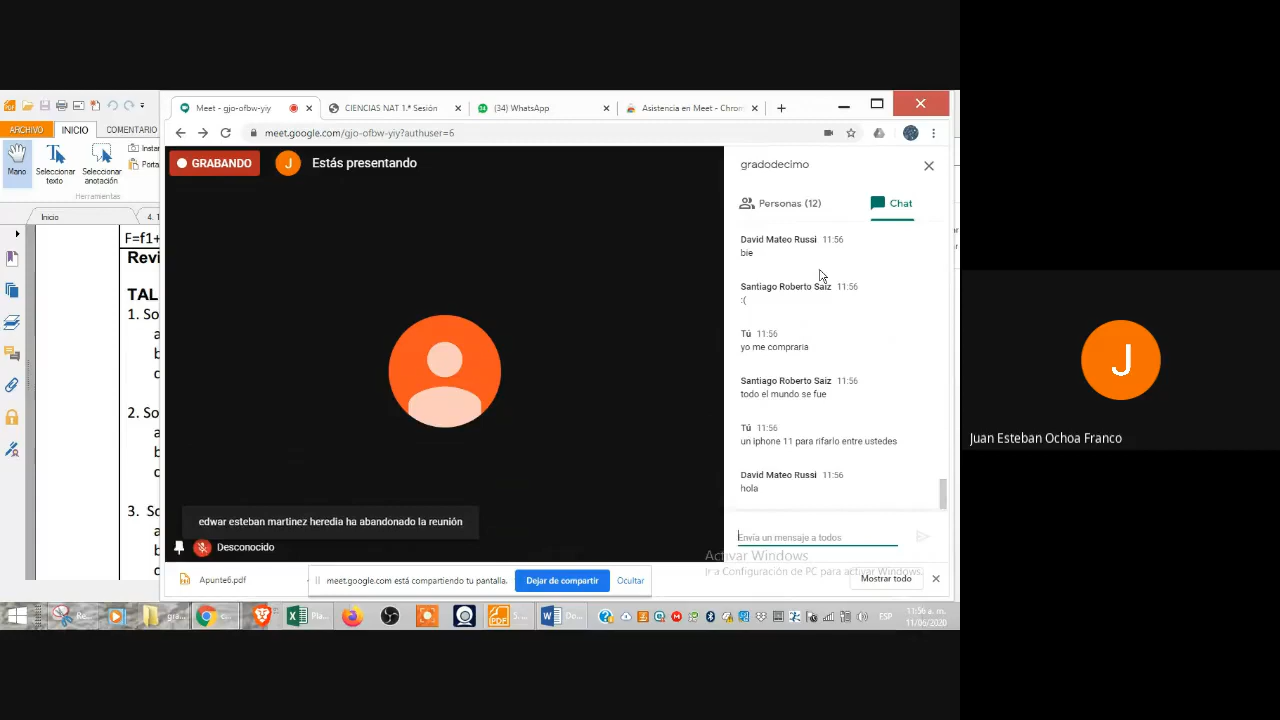 Meet - gjo-ofbw-yiy
CIENCIAS NAT 1.ª Sesión
(34) WhatsApp
Asistencia en Meet - Chrom
meet.google.com/gjo-ofbw-yiy?authuser=6
ARCHIVO
INICIO
COMENTARIO
Mano
Seleccionar texto
Seleccionar anotación
Herramientas
Inicio
F=f1+
Revi
TAL
1. So
a
b
c
2. So
a
b
c
3. So
a
b
GRABANDO
J
Estás presentando
edwar esteban martinez heredia ha abandonado la reunión
Desconocido
gradodecimo
Personas (12)
Chat
David Mateo Russi 11:56
bie
Santiago Roberto Saiz 11:56
:(
Tú 11:56
yo me compraria
Santiago Roberto Saiz 11:56
todo el mundo se fue
Tú 11:56
un iphone 11 para rifarlo entre ustedes
David Mateo Russi 11:56
hola
Envía un mensaje a todos
Activar Windows
Ir a Configuración de PC para activar Windows.
Apunte6.pdf
meet.google.com está compartiendo tu pantalla.
Dejar de compartir
Ocultar
Mostrar todo
ESP
11:56 a. m.
11/06/2020
J
Juan Esteban Ochoa Franco